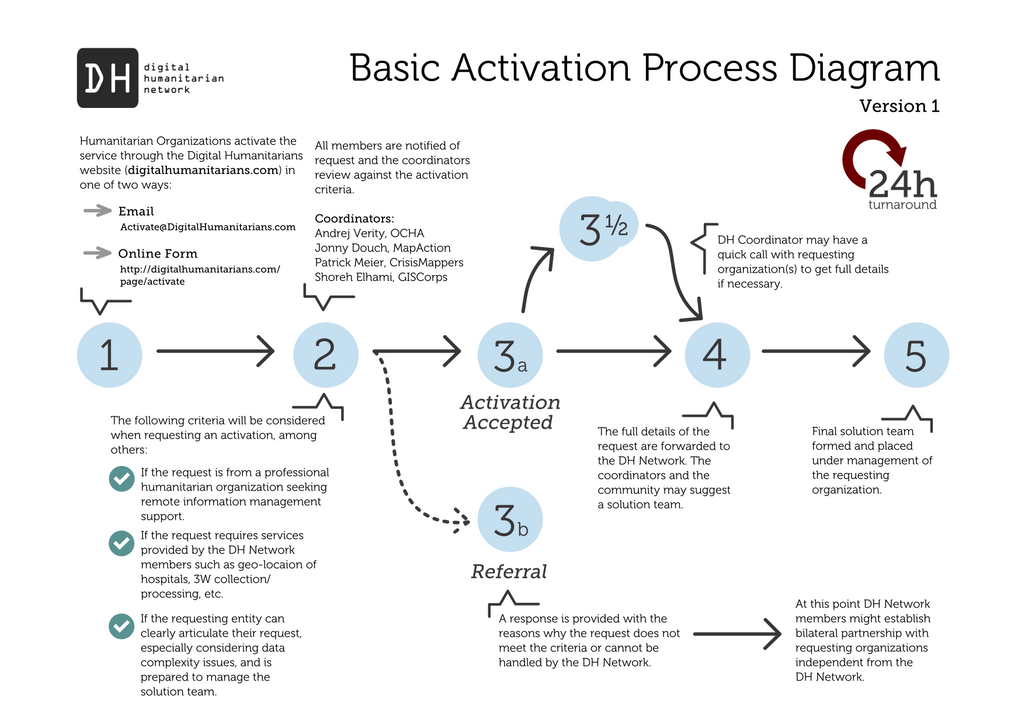 DH
digital
humanitarian
network
Basic Activation Process Diagram
Version 1
24h
turnaround
Humanitarian Organizations activate the
service through the Digital Humanitarians
website (digitalhumanitarians.com) in
one of two ways:
Email
Activate@DigitalHumanitarians.com
Online Form
http://digitalhumanitarians.com/
page/activate
All members are notified of
request and the coordinators
review against the activation
criteria.
Coordinators:
Andrej Verity, OCHA
Jonny Douch, MapAction
Patrick Meier, CrisisMappers
Shoreh Elhami, GISCorps
3½
DH Coordinator may have a
quick call with requesting
organization(s) to get full details
if necessary.
1
2
3a
4
5
Activation
Accepted
The following criteria will be considered
when requesting an activation, among
others:
If the request is from a professional
humanitarian organization seeking
remote information management
support.
If the request requires services
provided by the DH Network
members such as geo-locaion of
hospitals, 3W collection/
processing, etc.
If the requesting entity can
clearly articulate their request,
especially considering data
complexity issues, and is
prepared to manage the
solution team.
The full details of the
request are forwarded to
the DH Network. The
coordinators and the
community may suggest
a solution team.
Final solution team
formed and placed
under management of
the requesting
organization.
3b
Referral
A response is provided with the
reasons why the request does not
meet the criteria or cannot be
handled by the DH Network.
At this point DH Network
members might establish
bilateral partnership with
requesting organizations
independent from the
DH Network.